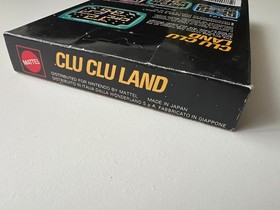 CLU CLU
LAND
MATTEL
CLU CLU LAND
DISTRIBUTED FOR NINTENDO BY MATTEL. MADE IN JAPAN
DISTRIBUITO IN ITALIA DALLA WONDERLAND S.p.A. FABBRICATO IN GIAPPONE